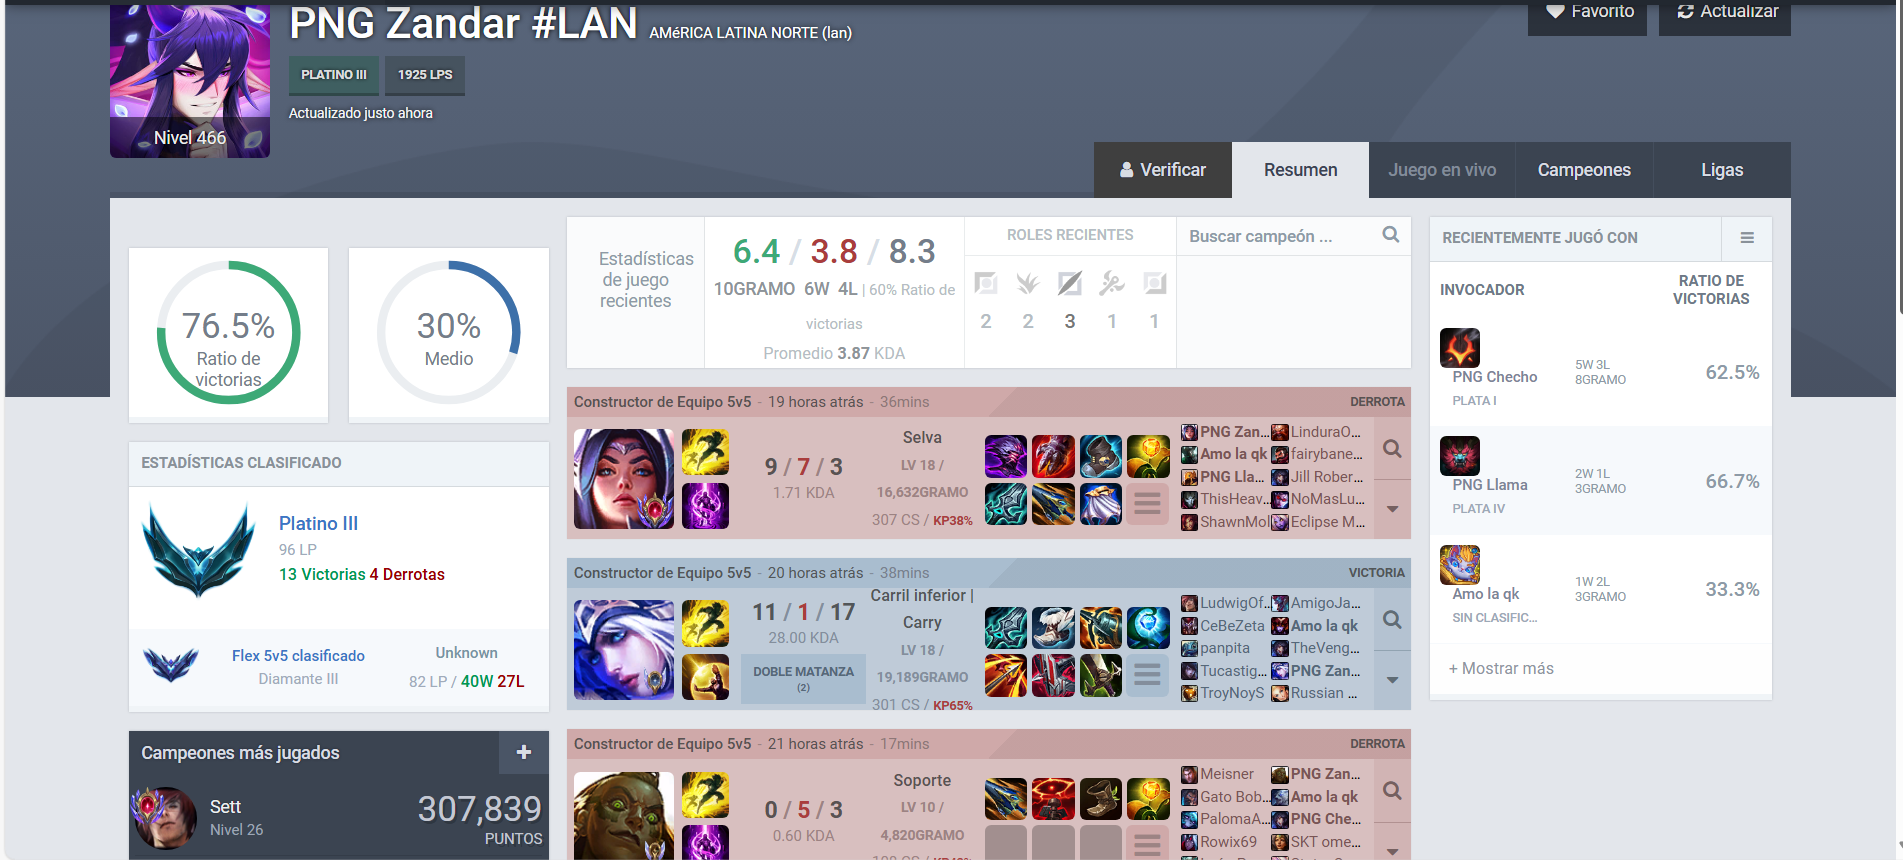 PNG Zandar #LAN AMéRICA LATINA NORTE (lan)
Favorito
Actualizar
PLATINO III
1925 LPS
Actualizado justo ahora
Nivel 466
Verificar
Resumen
Juego en vivo
Campeones
Ligas
76.5%
Ratio de
victorias
30%
Medio
ESTADÍSTICAS CLASIFICADO
Platino III
96 LP
13 Victorias 4 Derrotas
Flex 5v5 clasificado
Diamante III
Unknown
82 LP / 40W 27L
Campeones más jugados
+
Sett
Nivel 26
307,839
PUNTOS
Estadísticas
de juego
recientes
6.4 / 3.8 / 8.3
10GRAMO 6W 4L | 60% Ratio de
victorias
Promedio 3.87 KDA
ROLES RECIENTES
2 2 3 1 1
Buscar campeón ...
Constructor de Equipo 5v5 - 19 horas atrás - 36mins
DERROTA
9 / 7 / 3
1.71 KDA
Selva
LV 18 /
16,632GRAMO
307 CS / KP38%
PNG Zan... LinduraO...
Amo la qk fairybane...
PNG Lla... Jill Rober...
ThisHeav... NoMasLu...
ShawnMol Eclipse M...
Constructor de Equipo 5v5 - 20 horas atrás - 38mins
VICTORIA
11 / 1 / 17
28.00 KDA
DOBLE MATANZA
(2)
Carril inferior |
Carry
LV 18 /
19,189GRAMO
301 CS / KP65%
LudwigOf... AmigoJa...
CeBeZeta Amo la qk
panpita TheVeng...
Tucastig... PNG Zan...
TroyNoyS Russian ...
Constructor de Equipo 5v5 - 21 horas atrás - 17mins
DERROTA
0 / 5 / 3
0.60 KDA
Soporte
LV 10 /
4,820GRAMO
Meisner PNG Zan...
Gato Bob... Amo la qk
PalomaA... PNG Che...
Rowix69 SKT ome...
RECIENTEMENTE JUGÓ CON
INVOCADOR
RATIO DE
VICTORIAS
PNG Checho
PLATA I
5W 3L
8GRAMO
62.5%
PNG Llama
PLATA IV
2W 1L
3GRAMO
66.7%
Amo la qk
SIN CLASIFIC...
1W 2L
3GRAMO
33.3%
+ Mostrar más